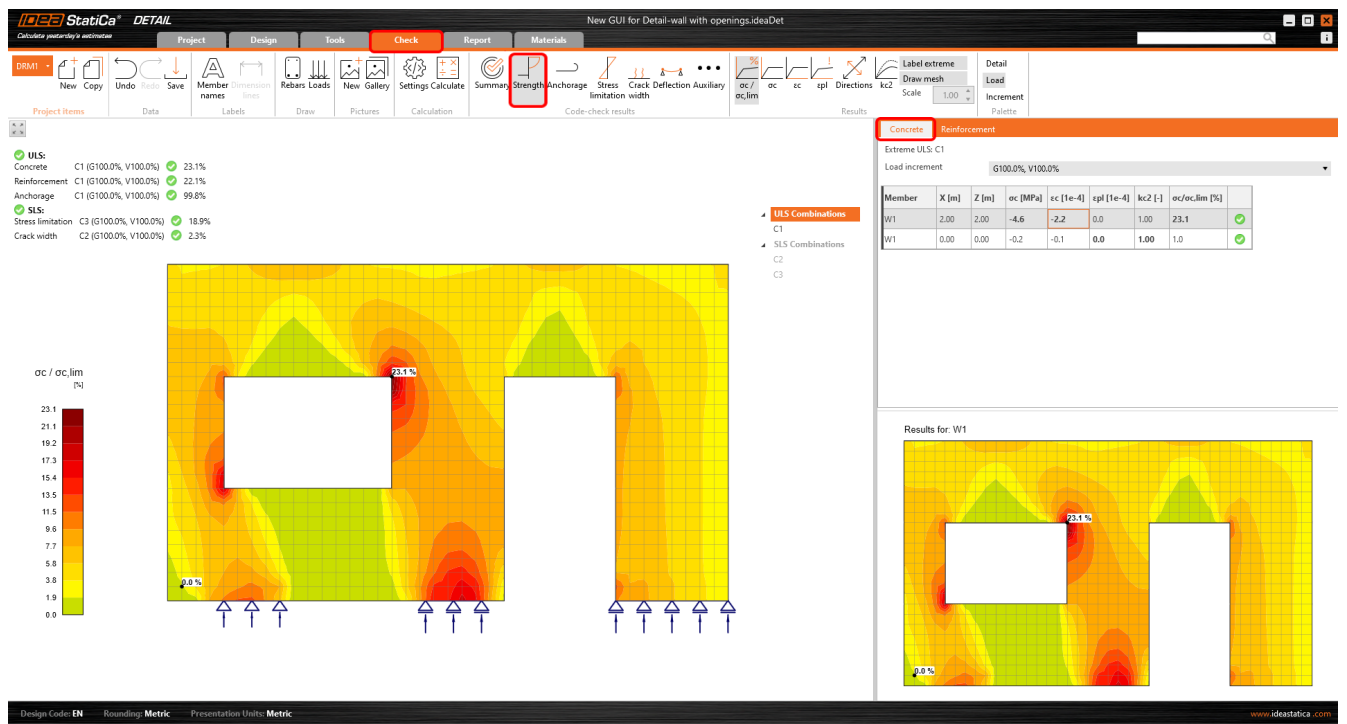 IDEA StatiCa® DETAIL
Calculate yesterday's estimates
New GUI for Detail-wall with openings.ideaDet
Project Design Tools Check Report Materials
DRM1
New Copy Undo Redo Save Member names Dimension lines Rebars Loads New Gallery Settings Calculate Summary Strength Anchorage Stress limitation Crack width Deflection Auxiliary σc / σc,lim σc εc εpl Directions kc2
Label extreme
Draw mesh
Scale 1.00
Detail
Load
Increment
Project items Data Labels Draw Pictures Calculation Code-check results Results Palette
ULS:
Concrete C1 (G100.0%, V100.0%) 23.1%
Reinforcement C1 (G100.0%, V100.0%) 22.1%
Anchorage C1 (G100.0%, V100.0%) 99.8%
SLS:
Stress limitation C3 (G100.0%, V100.0%) 18.9%
Crack width C2 (G100.0%, V100.0%) 2.3%
ULS Combinations
C1
SLS Combinations
C2
C3
σc / σc,lim
[%]
23.1
21.1
19.2
17.3
15.4
13.5
11.5
9.6
7.7
5.8
3.8
1.9
0.0
23.1 %
0.0 %
Concrete Reinforcement
Extreme ULS: C1
Load increment G100.0%, V100.0%
Member X [m] Z [m] σc [MPa] εc [1e-4] εpl [1e-4] kc2 [-] σc/σc,lim [%]
W1 2.00 2.00 -4.6 -2.2 0.0 1.00 23.1
W1 0.00 0.00 -0.2 -0.1 0.0 1.00 1.0
Results for: W1
23.1 %
0.0 %
Design Code: EN Rounding: Metric Presentation Units: Metric
www.ideastatica.com